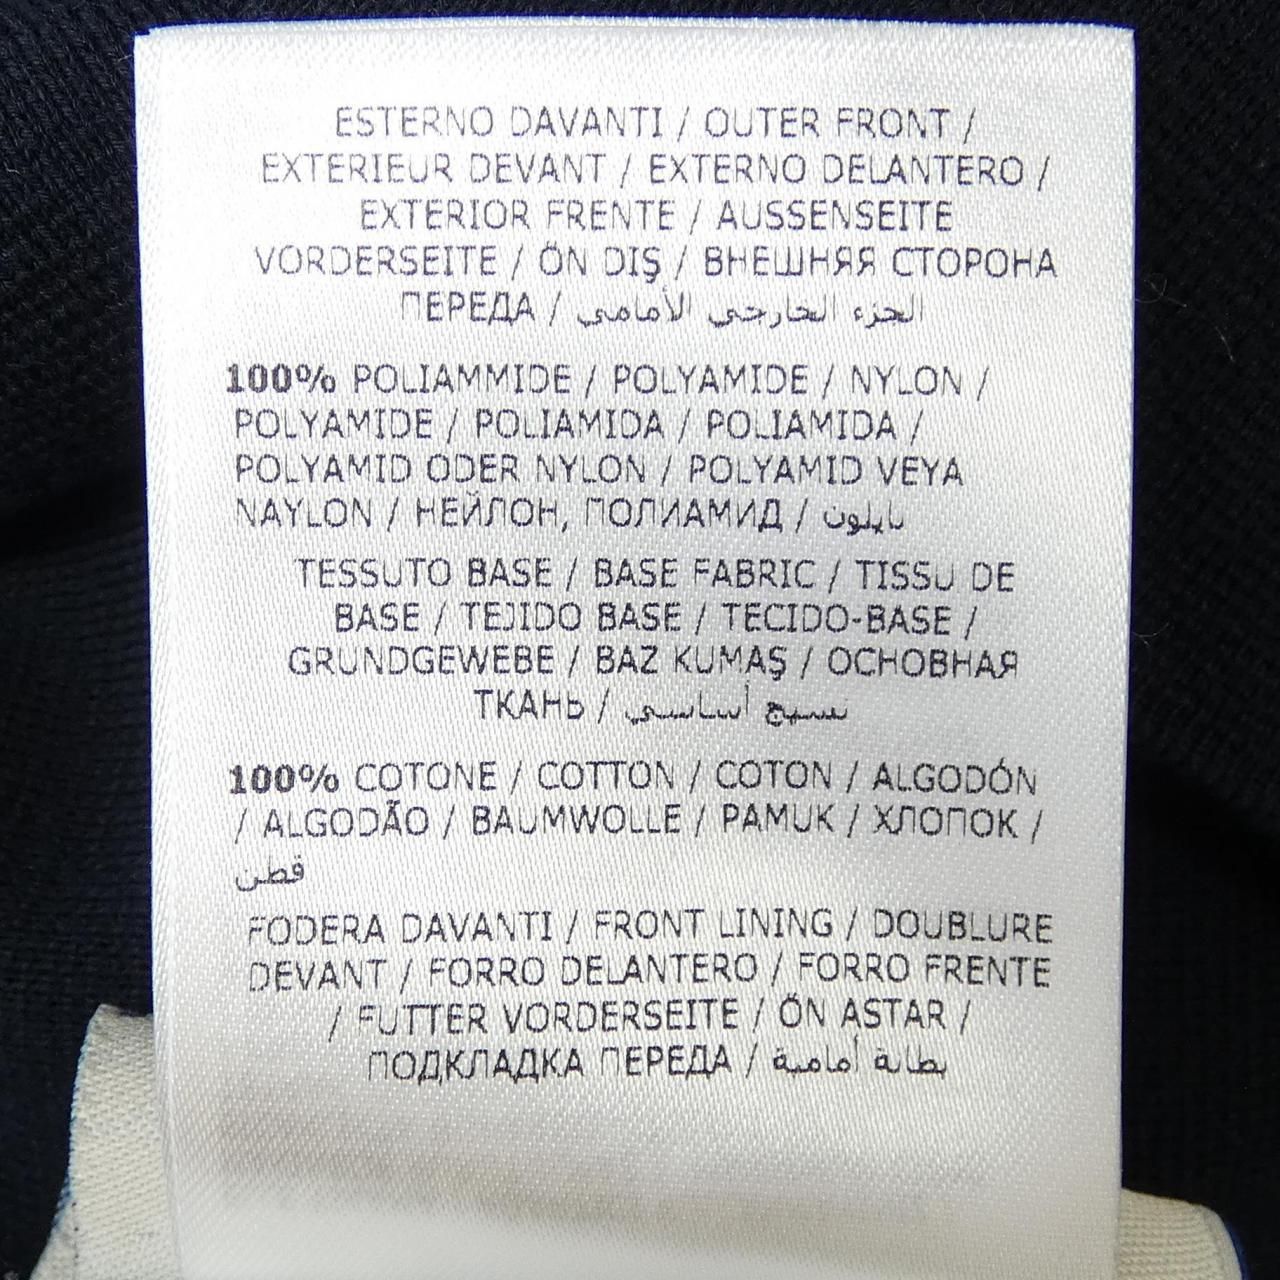 ESTERNO DAVANTI / OUTER FRONT /
EXTERIEUR DEVANT / EXTERNO DELANTERO /
EXTERIOR FRENTE / AUSSENSEITE
VORDERSEITE / ÖN DIŞ / ВНЕШНЯЯ СТОРОНА
ПЕРЕДА / الجزء الخارجي الأمامي
100% POLIAMMIDE / POLYAMIDE / NYLON /
POLYAMIDE / POLIAMIDA / POLIAMIDA /
POLYAMID ODER NYLON / POLYAMID VEYA
NAYLON / НЕЙЛОН, ПОЛИАМИД / نايلون
TESSUTO BASE / BASE FABRIC / TISSU DE
BASE / TEJIDO BASE / TECIDO-BASE /
GRUNDGEWEBE / BAZ KUMAŞ / ОСНОВНАЯ
ТКАНЬ / نسيج أساسي
100% COTONE / COTTON / COTON / ALGODÓN
/ ALGODÃO / BAUMWOLLE / PAMUK / ХЛОПОК /
قطن
FODERA DAVANTI / FRONT LINING / DOUBLURE
DEVANT / FORRO DELANTERO / FORRO FRENTE
/ FUTTER VORDERSEITE / ÖN ASTAR /
ПОДКЛАДКА ПЕРЕДА / بطانة أمامية